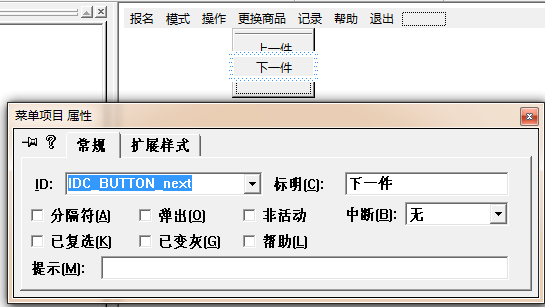 报名 模式 操作 更换商品 记录 帮助 退出
上一件
下一件
菜单项目 属性
? 常规 扩展样式
ID: IDC_BUTTON_next 标明(C): 下一件
分隔符(A) 弹出(O) 非活动 中断(B): 无
已复选(K) 已变灰(G) 帮助(L)
提示(M):